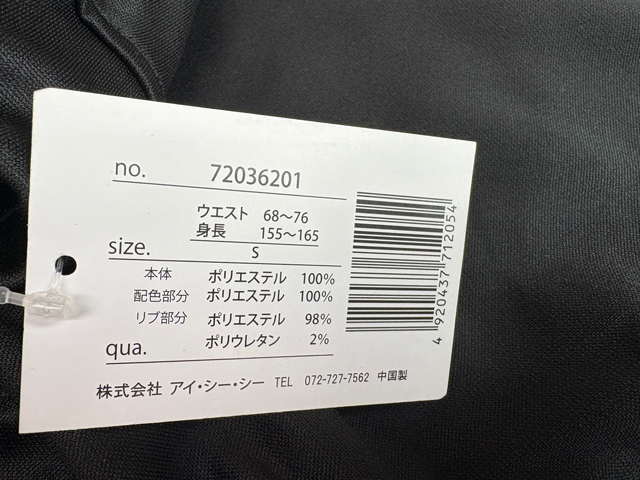 no. 72036201
ウエスト 68～76
身長 155～165
size. S
本体 ポリエステル 100%
配色部分 ポリエステル 100%
リブ部分 ポリエステル 98%
qua. ポリウレタン 2%
株式会社 アイ・シー・シー TEL 072-727-7562 中国製
4 920437 712054